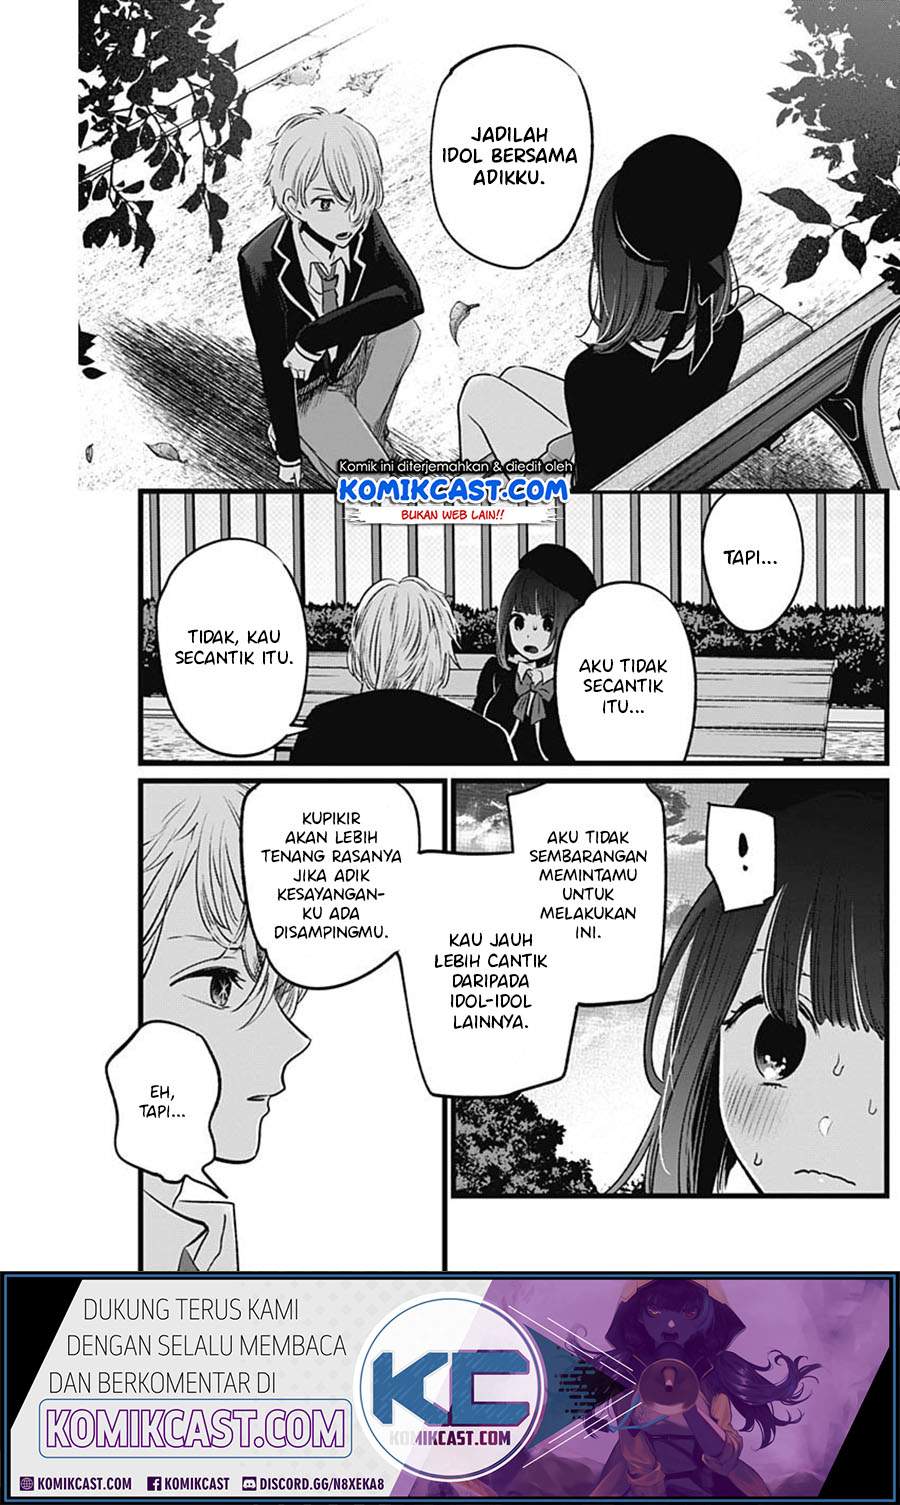 JADILAH
IDOL BERSAMA
ADIKKU.
Komik ini diterjemahkan & diedit oleh
KOMIKCAST.COM
BUKAN WEB LAIN!!
TAPI...
AKU TIDAK
SECANTIK
ITU...
TIDAK, KAU
SECANTIK ITU.
!
AKU TIDAK
SEMBARANGAN
MEMINTAMU
UNTUK
MELAKUKAN
INI.
KAU JAUH
LEBIH CANTIK
DARIPADA
IDOL-IDOL
LAINNYA.
KUPIKIR
AKAN LEBIH
TENANG RASANYA
JIKA ADIK
KESAYANGAN-
KU ADA
DISAMPINGMU.
EH,
TAPI...
DUKUNG TERUS KAMI
DENGAN SELALU MEMBACA
DAN BERKOMENTAR DI
KOMIKCAST.COM
KOMIKCAST.COM
KOMIKCAST
DISCORD.GG/N8XEKA8
KC
KOMIKCAST.COM